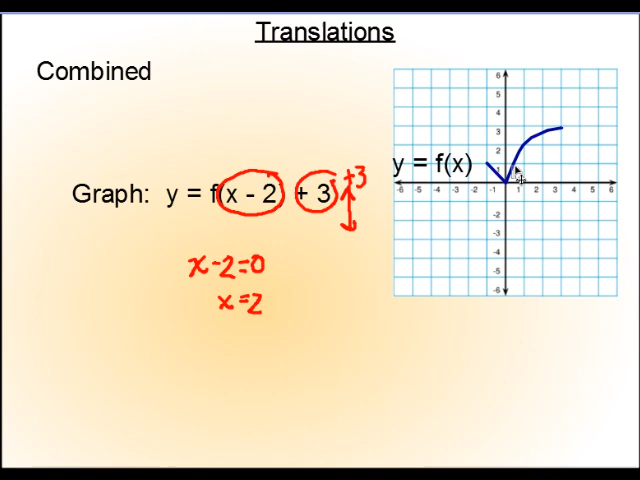 Translations
Combined
y = f(x)
Graph: y = f(x - 2) + 3
+3
x-2=0
x=2
6
5
4
3
2
1
-6 -5 -4 -3 -2 -1 1 2 3 4 5 6
-2
-3
-4
-5
-6